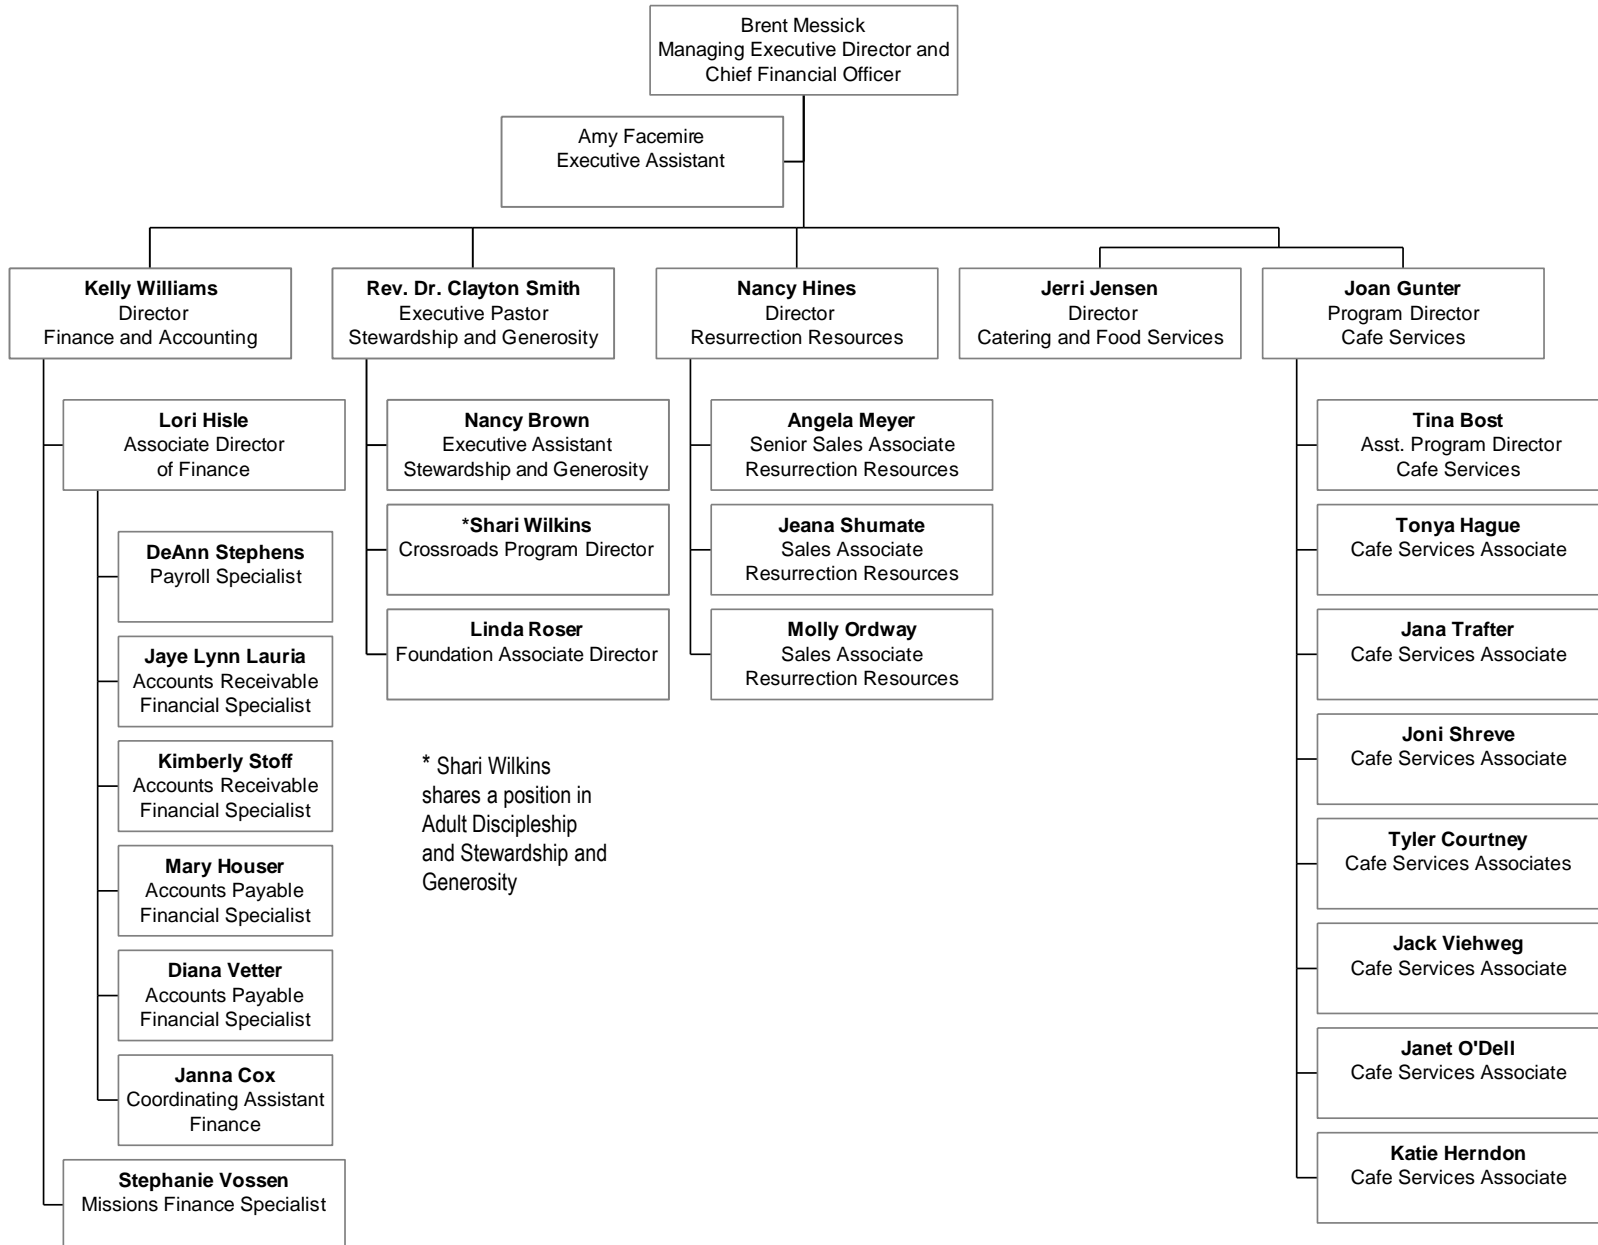 Brent Messick
Managing Executive Director and
Chief Financial Officer
Amy Facemire
Executive Assistant
Kelly Williams
Director
Finance and Accounting
Rev. Dr. Clayton Smith
Executive Pastor
Stewardship and Generosity
Nancy Hines
Director
Resurrection Resources
Jerri Jensen
Director
Catering and Food Services
Joan Gunter
Program Director
Cafe Services
Lori Hisle
Associate Director
of Finance
DeAnn Stephens
Payroll Specialist
Jaye Lynn Lauria
Accounts Receivable
Financial Specialist
Kimberly Stoff
Accounts Receivable
Financial Specialist
Mary Houser
Accounts Payable
Financial Specialist
Diana Vetter
Accounts Payable
Financial Specialist
Janna Cox
Coordinating Assistant
Finance
Stephanie Vossen
Missions Finance Specialist
Nancy Brown
Executive Assistant
Stewardship and Generosity
*Shari Wilkins
Crossroads Program Director
Linda Roser
Foundation Associate Director
* Shari Wilkins
shares a position in
Adult Discipleship
and Stewardship and
Generosity
Angela Meyer
Senior Sales Associate
Resurrection Resources
Jeana Shumate
Sales Associate
Resurrection Resources
Molly Ordway
Sales Associate
Resurrection Resources
Tina Bost
Asst. Program Director
Cafe Services
Tonya Hague
Cafe Services Associate
Jana Trafter
Cafe Services Associate
Joni Shreve
Cafe Services Associate
Tyler Courtney
Cafe Services Associates
Jack Viehweg
Cafe Services Associate
Janet O'Dell
Cafe Services Associate
Katie Herndon
Cafe Services Associate